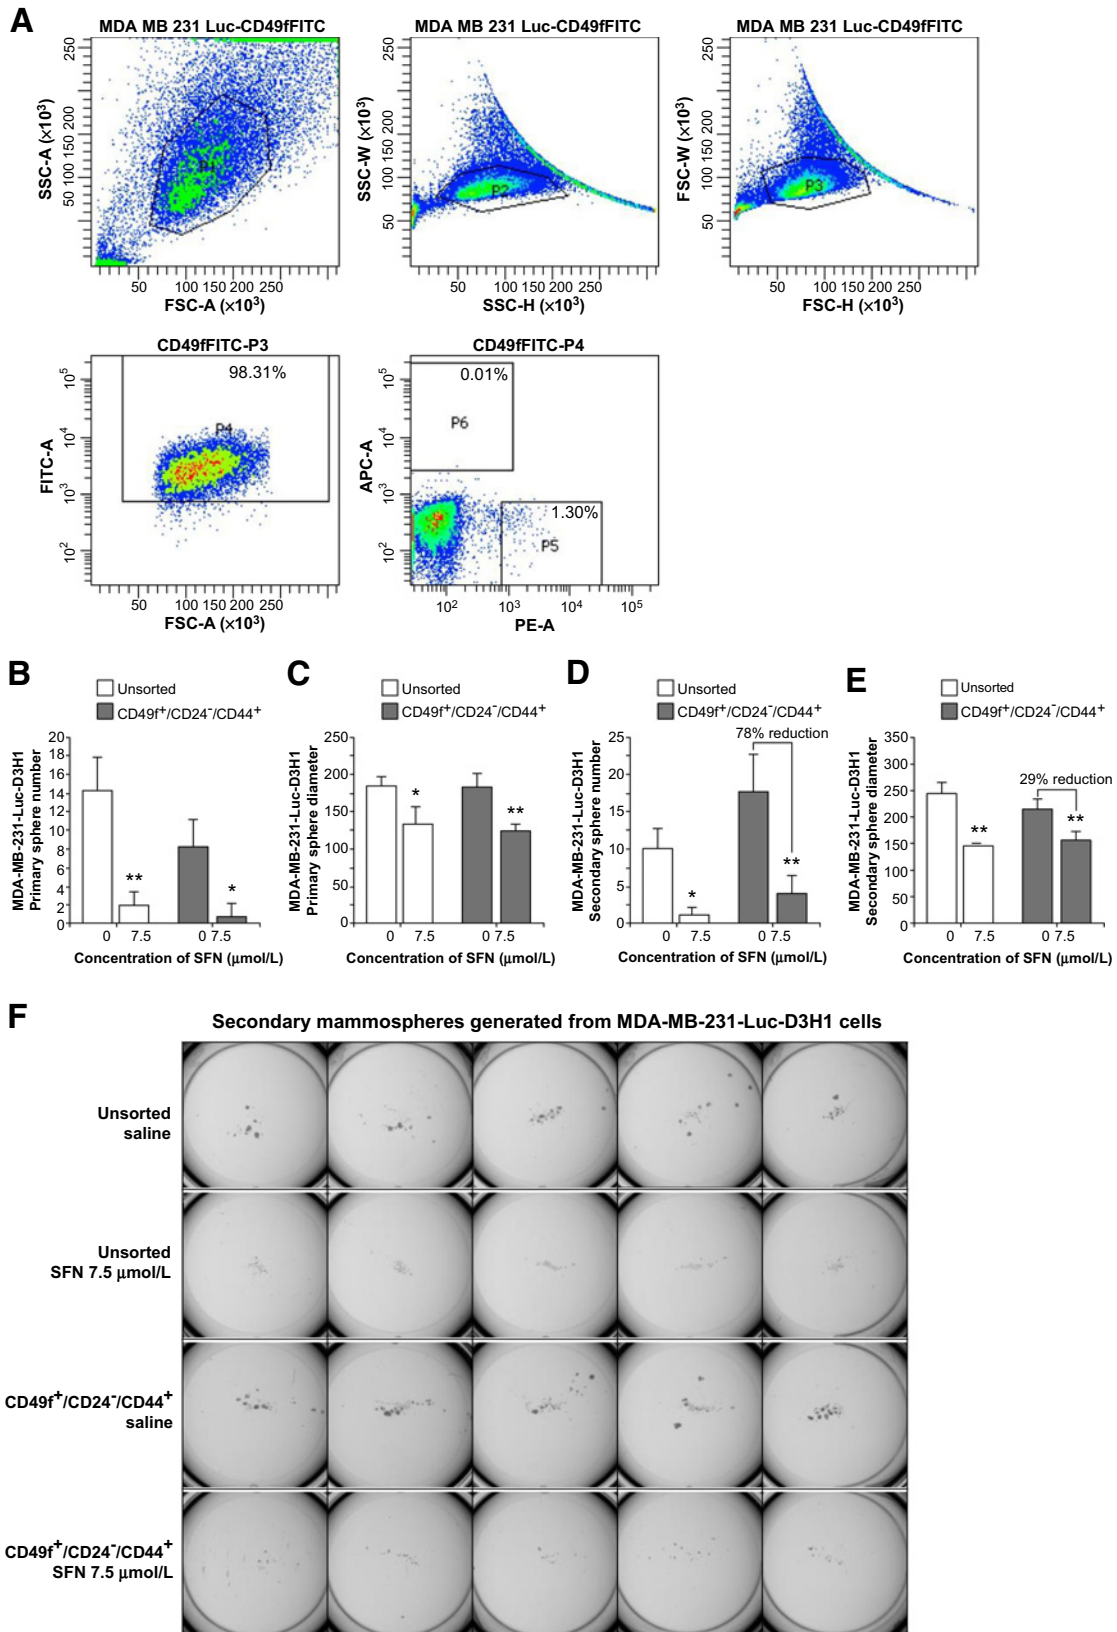 A
MDA MB 231 Luc-CD49fFITC
SSC-A (×10³)
250
200
150
100
50
50 100 150 200 250
FSC-A (×10³)
P1
MDA MB 231 Luc-CD49fFITC
SSC-W (×10³)
250
200
150
100
50
50 100 150 200 250
SSC-H (×10³)
P2
MDA MB 231 Luc-CD49fFITC
FSC-W (×10³)
250
200
150
100
50
50 100 150 200 250
FSC-H (×10³)
P3
CD49fFITC-P3
98.31%
P4
FITC-A
10⁵
10⁴
10³
10²
50 100 150 200 250
FSC-A (×10³)
CD49fFITC-P4
0.01%
P6
1.30%
P5
APC-A
10⁵
10⁴
10³
10²
10² 10³ 10⁴ 10⁵
PE-A
B
Unsorted
CD49f⁺/CD24⁻/CD44⁺
MDA-MB-231-Luc-D3H1
Primary sphere number
20
18
16
14
12
10
8
6
4
2
0
**
*
0 7.5 0 7.5
Concentration of SFN (µmol/L)
C
Unsorted
CD49f⁺/CD24⁻/CD44⁺
MDA-MB-231-Luc-D3H1
Primary sphere diameter
250
200
150
100
50
0
*
**
0 7.5 0 7.5
Concentration of SFN (µmol/L)
D
Unsorted
CD49f⁺/CD24⁻/CD44⁺
78% reduction
MDA-MB-231-Luc-D3H1
Secondary sphere number
25
20
15
10
5
0
*
**
0 7.5 0 7.5
Concentration of SFN (µmol/L)
E
Unsorted
CD49f⁺/CD24⁻/CD44⁺
29% reduction
MDA-MB-231-Luc-D3H1
Secondary sphere diameter
350
300
250
200
150
100
50
0
**
**
0 7.5 0 7.5
Concentration of SFN (µmol/L)
F
Secondary mammospheres generated from MDA-MB-231-Luc-D3H1 cells
Unsorted
saline
Unsorted
SFN 7.5 µmol/L
CD49f⁺/CD24⁻/CD44⁺
saline
CD49f⁺/CD24⁻/CD44⁺
SFN 7.5 µmol/L